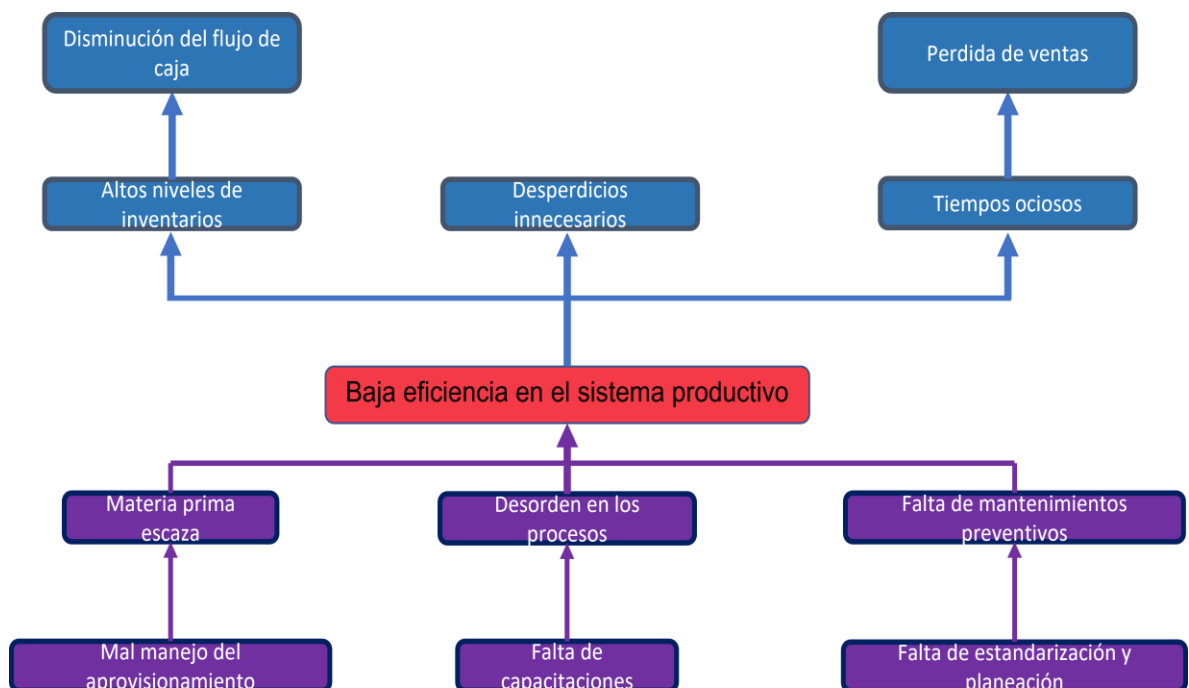 Disminución del flujo de
caja
Perdida de ventas
Altos niveles de
inventarios
Desperdicios
innecesarios
Tiempos ociosos
Baja eficiencia en el sistema productivo
Materia prima
escaza
Desorden en los
procesos
Falta de mantenimientos
preventivos
Mal manejo del
aprovisionamiento
Falta de
capacitaciones
Falta de estandarización y
planeación